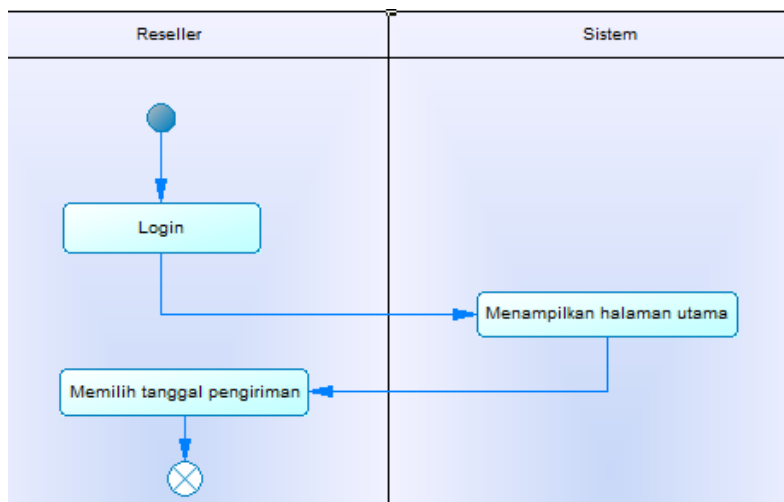 Reseller
Sistem
Login
Menampilkan halaman utama
Memilih tanggal pengiriman